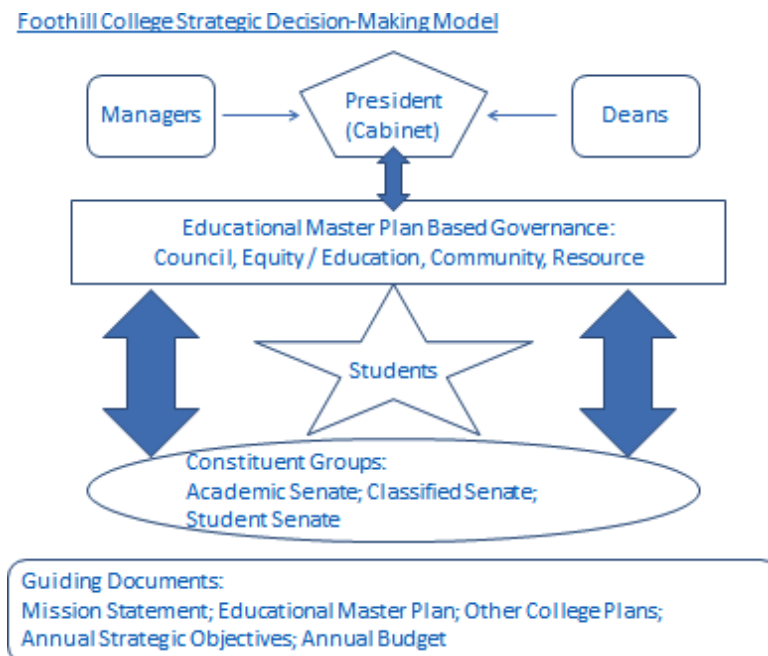 Foothill College Strategic Decision-Making Model
Managers
President
(Cabinet)
Deans
Educational Master Plan Based Governance:
Council, Equity / Education, Community, Resource
Students
Constituent Groups:
Academic Senate; Classified Senate;
Student Senate
Guiding Documents:
Mission Statement; Educational Master Plan; Other College Plans;
Annual Strategic Objectives; Annual Budget